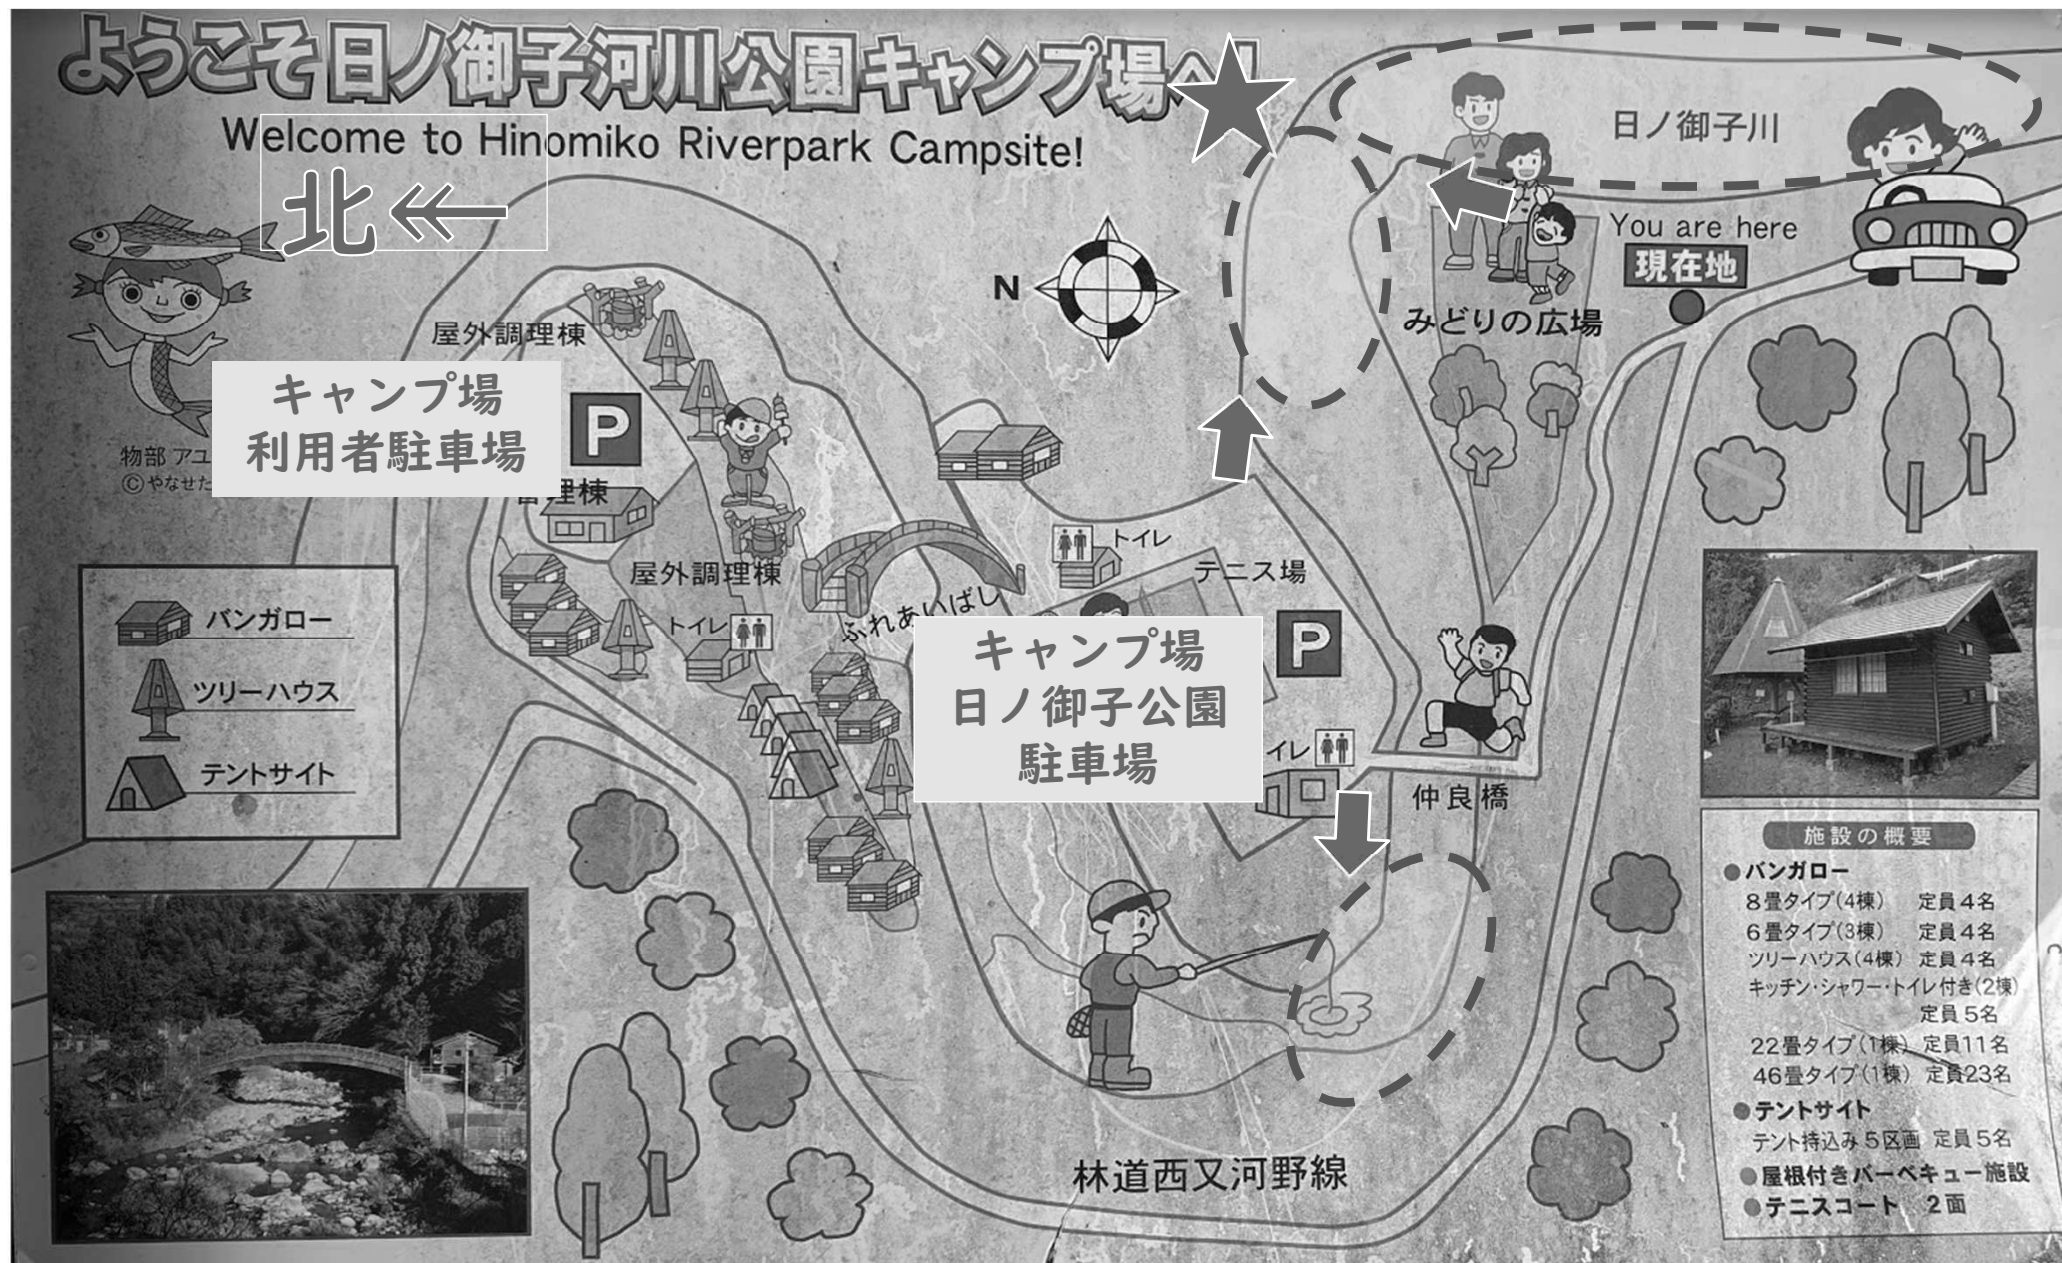 ようこそ日ノ御子河川公園キャンプ場へ!
Welcome to Hinomiko Riverpark Campsite!
北
N
日ノ御子川
You are here
現在地
みどりの広場
屋外調理棟
キャンプ場
利用者駐車場
P
物部 アユ
©やなせた
管理棟
屋外調理棟
トイレ
ふれあいばし
トイレ
テニス場
キャンプ場
日ノ御子公園
駐車場
P
イレ
仲良橋
バンガロー
ツリーハウス
テントサイト
林道西又河野線
施設の概要
●バンガロー
8畳タイプ(4棟) 定員4名
6畳タイプ(3棟) 定員4名
ツリーハウス(4棟) 定員4名
キッチン・シャワー・トイレ付き(2棟)
定員5名
22畳タイプ(1棟) 定員11名
46畳タイプ(1棟) 定員23名
●テントサイト
テント持込み5区画 定員5名
●屋根付きバーベキュー施設
●テニスコート 2面